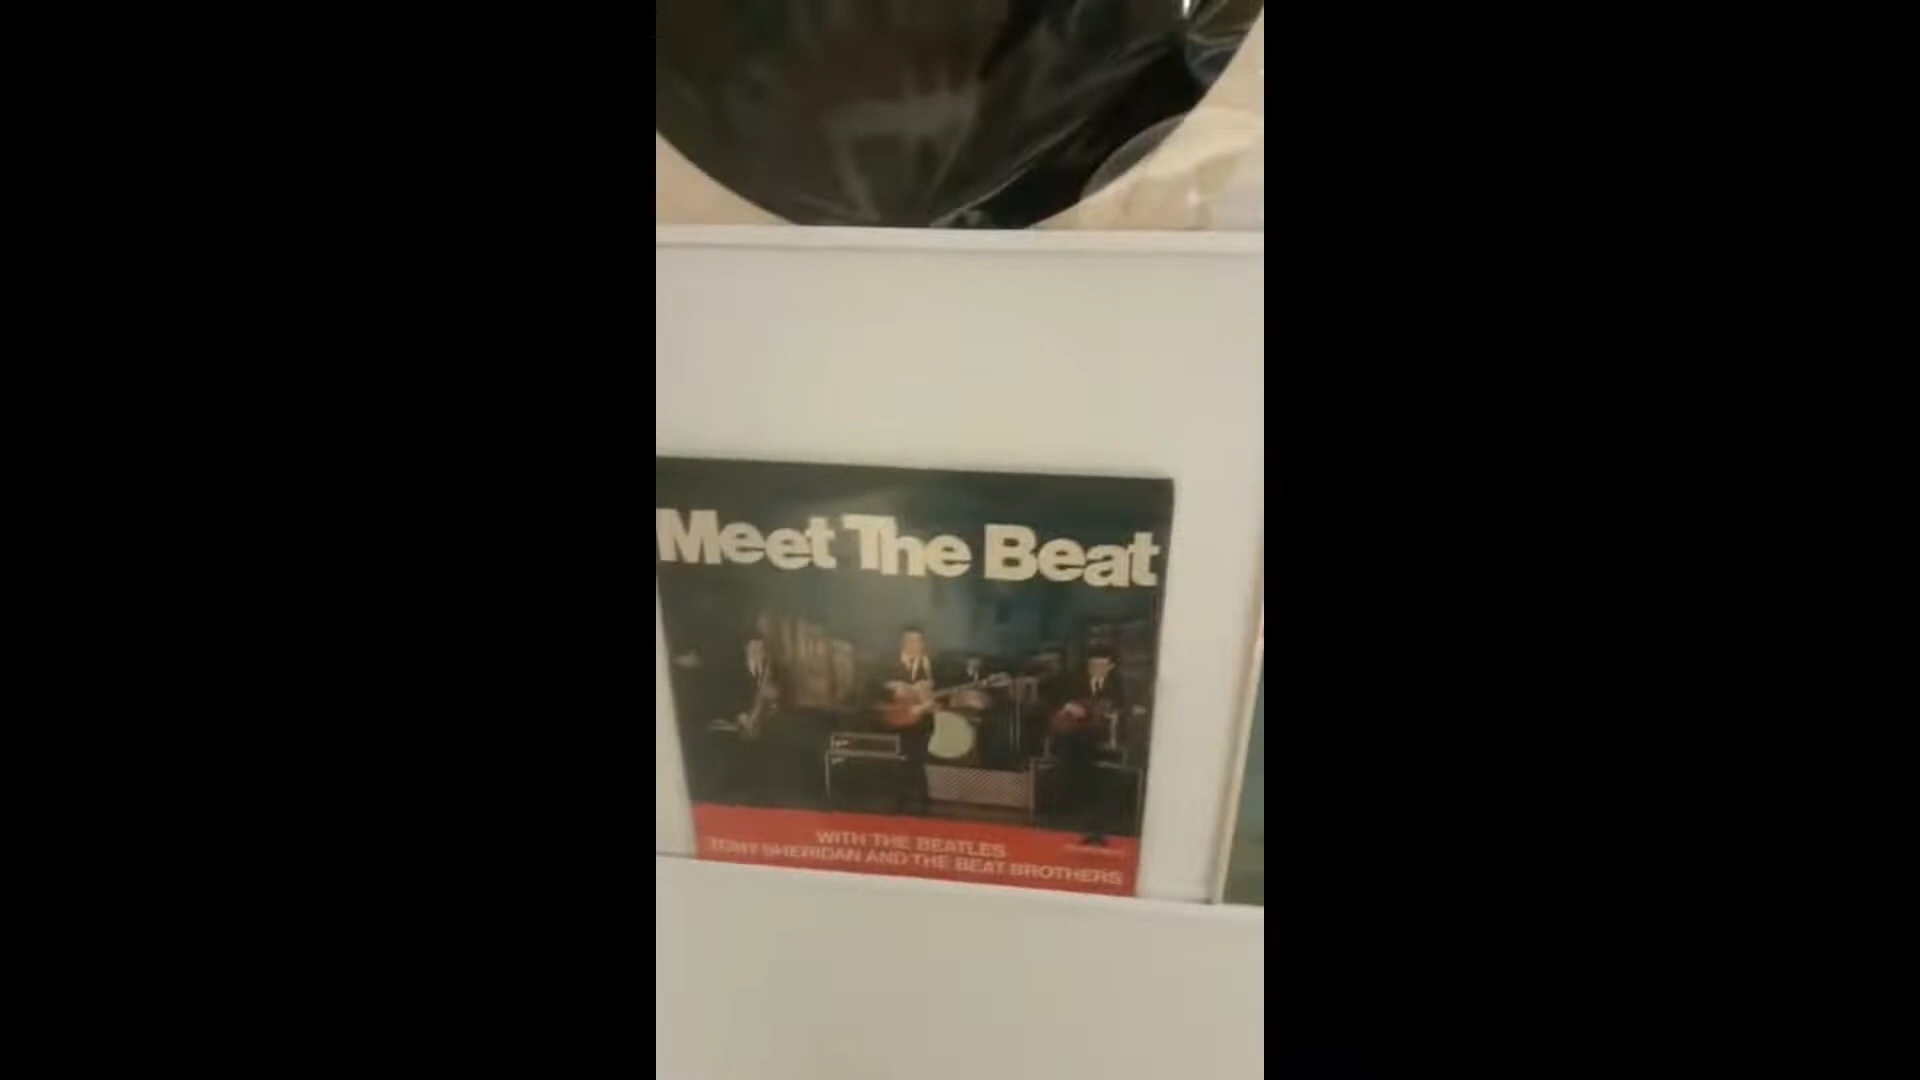 Meet The Beat
WITH THE BEATLES
TONY SHERIDAN AND THE BEAT BROTHERS